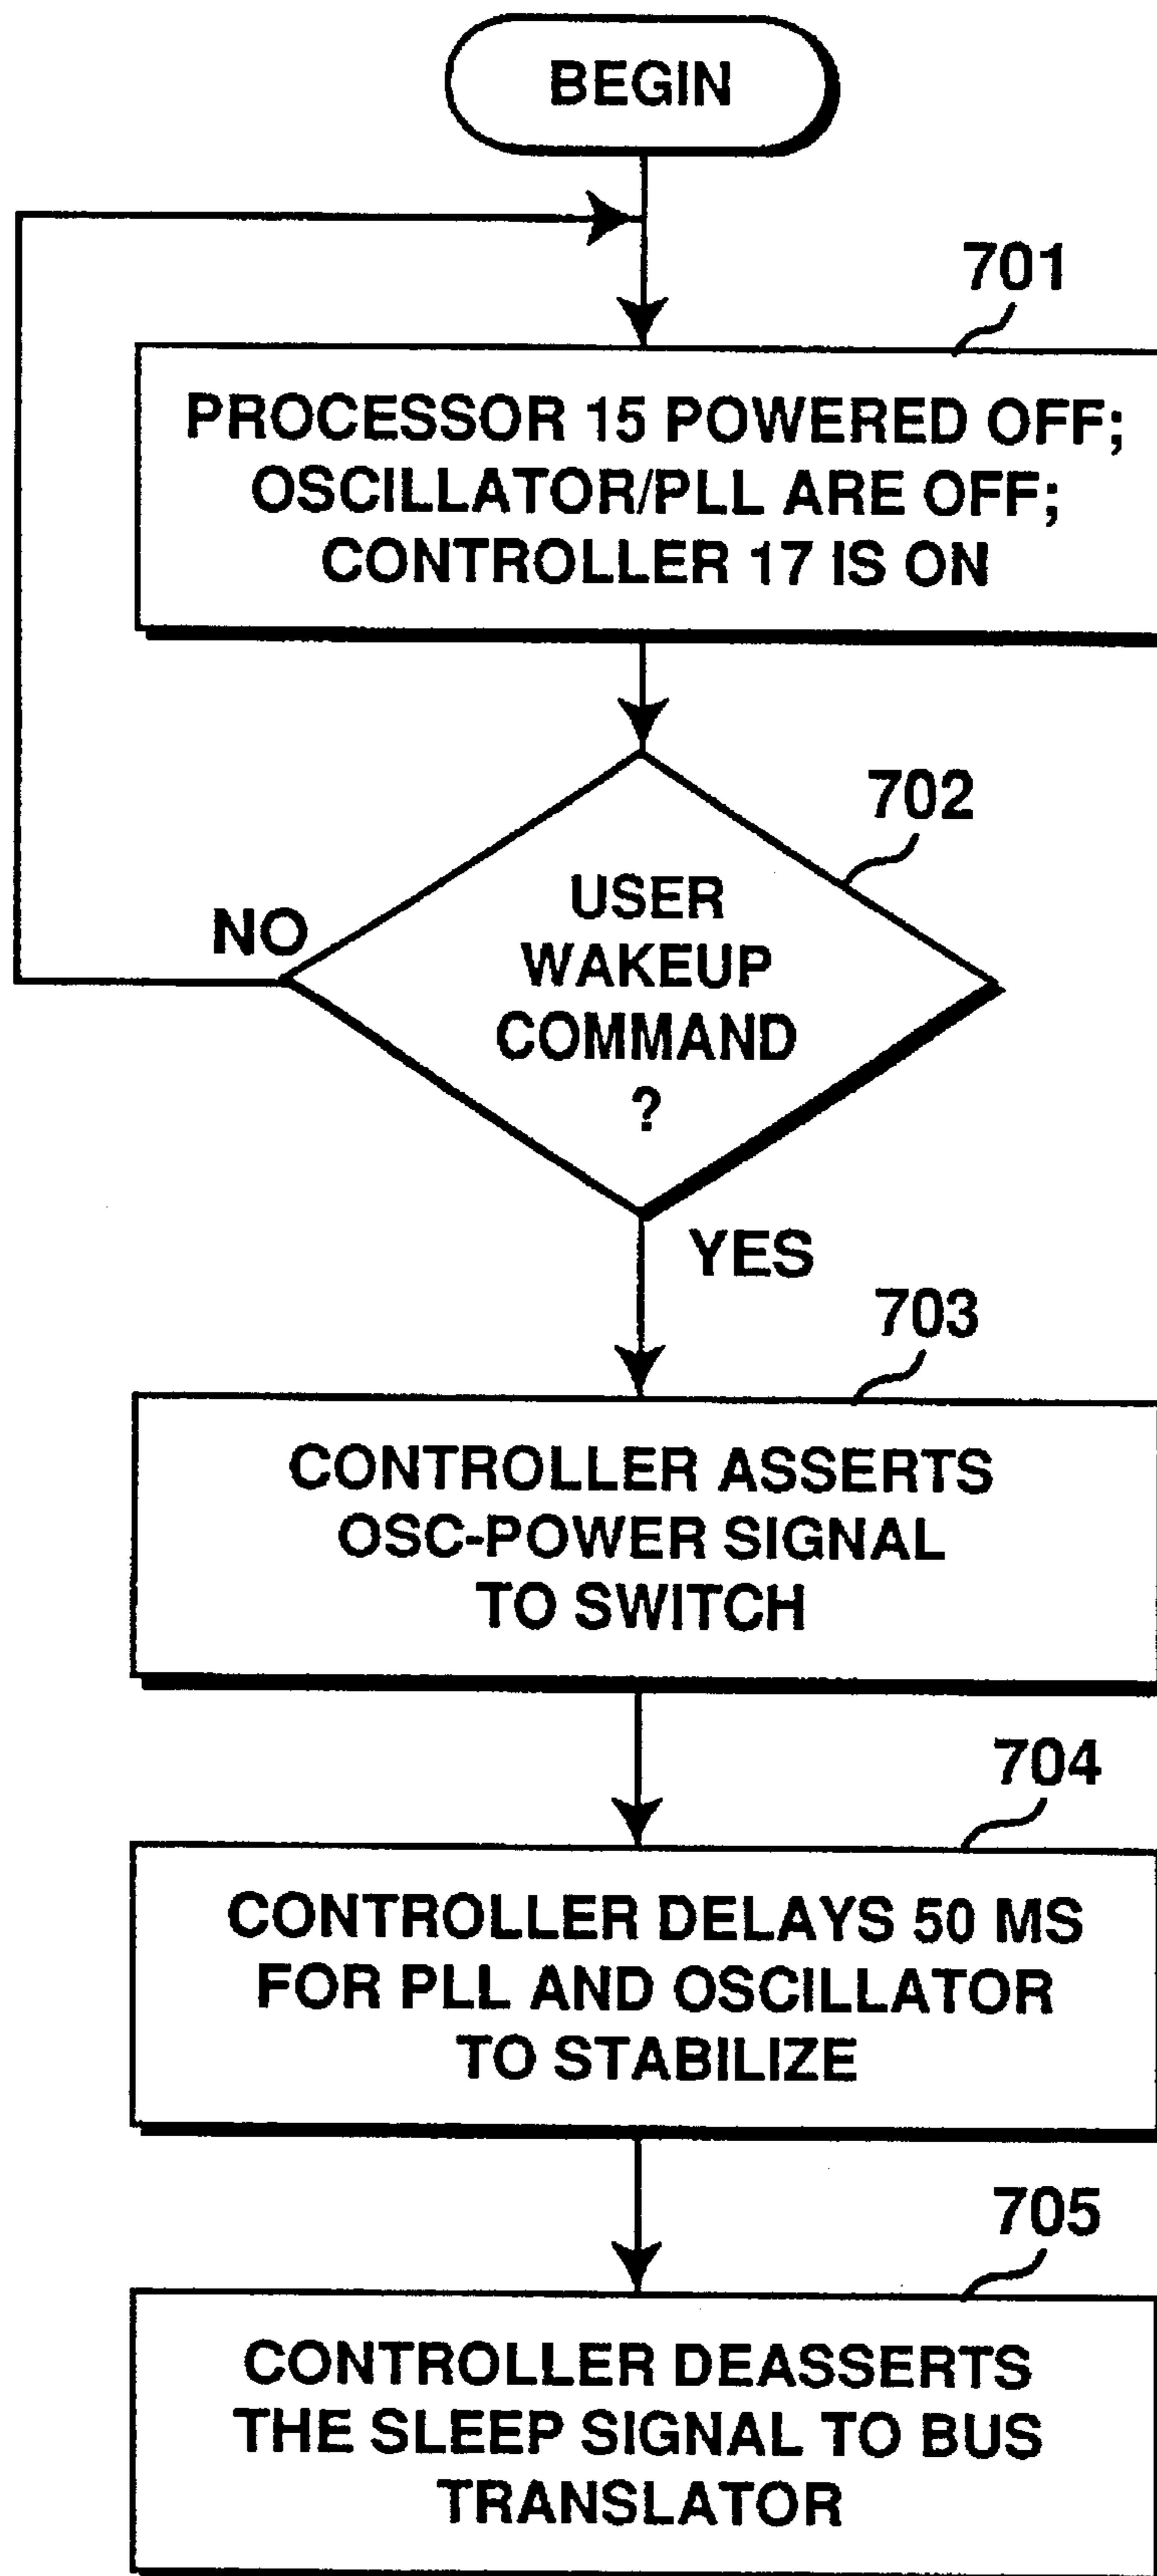 BEGIN
701
PROCESSOR 15 POWERED OFF;
OSCILLATOR/PLL ARE OFF;
CONTROLLER 17 IS ON
702
USER
WAKEUP
COMMAND
?
NO
YES
703
CONTROLLER ASSERTS
OSC-POWER SIGNAL
TO SWITCH
704
CONTROLLER DELAYS 50 MS
FOR PLL AND OSCILLATOR
TO STABILIZE
705
CONTROLLER DEASSERTS
THE SLEEP SIGNAL TO BUS
TRANSLATOR